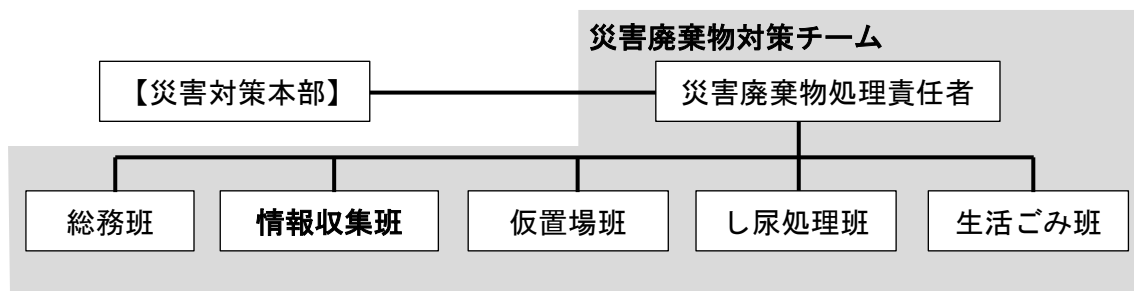 災害廃棄物対策チーム
【災害対策本部】
災害廃棄物処理責任者
総務班
情報収集班
仮置場班
し尿処理班
生活ごみ班